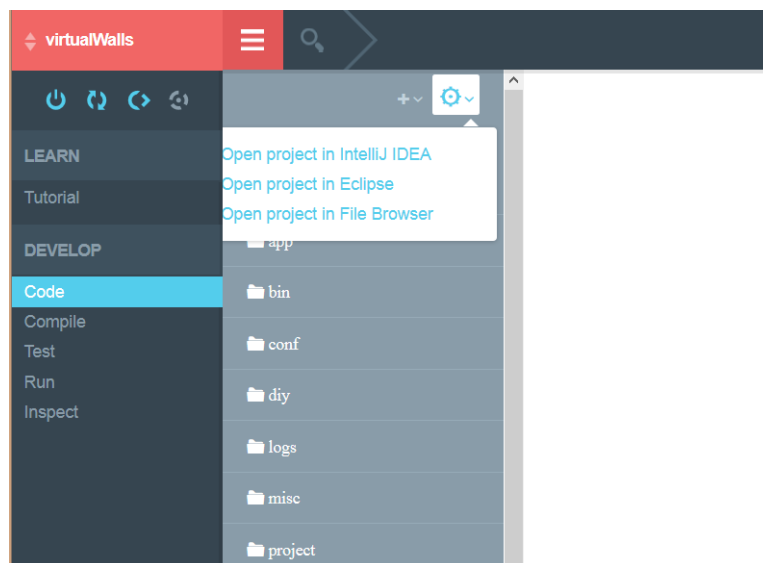 virtualWalls
LEARN
Tutorial
DEVELOP
Code
Compile
Test
Run
Inspect
Open project in IntelliJ IDEA
Open project in Eclipse
Open project in File Browser
app
bin
conf
diy
logs
misc
project